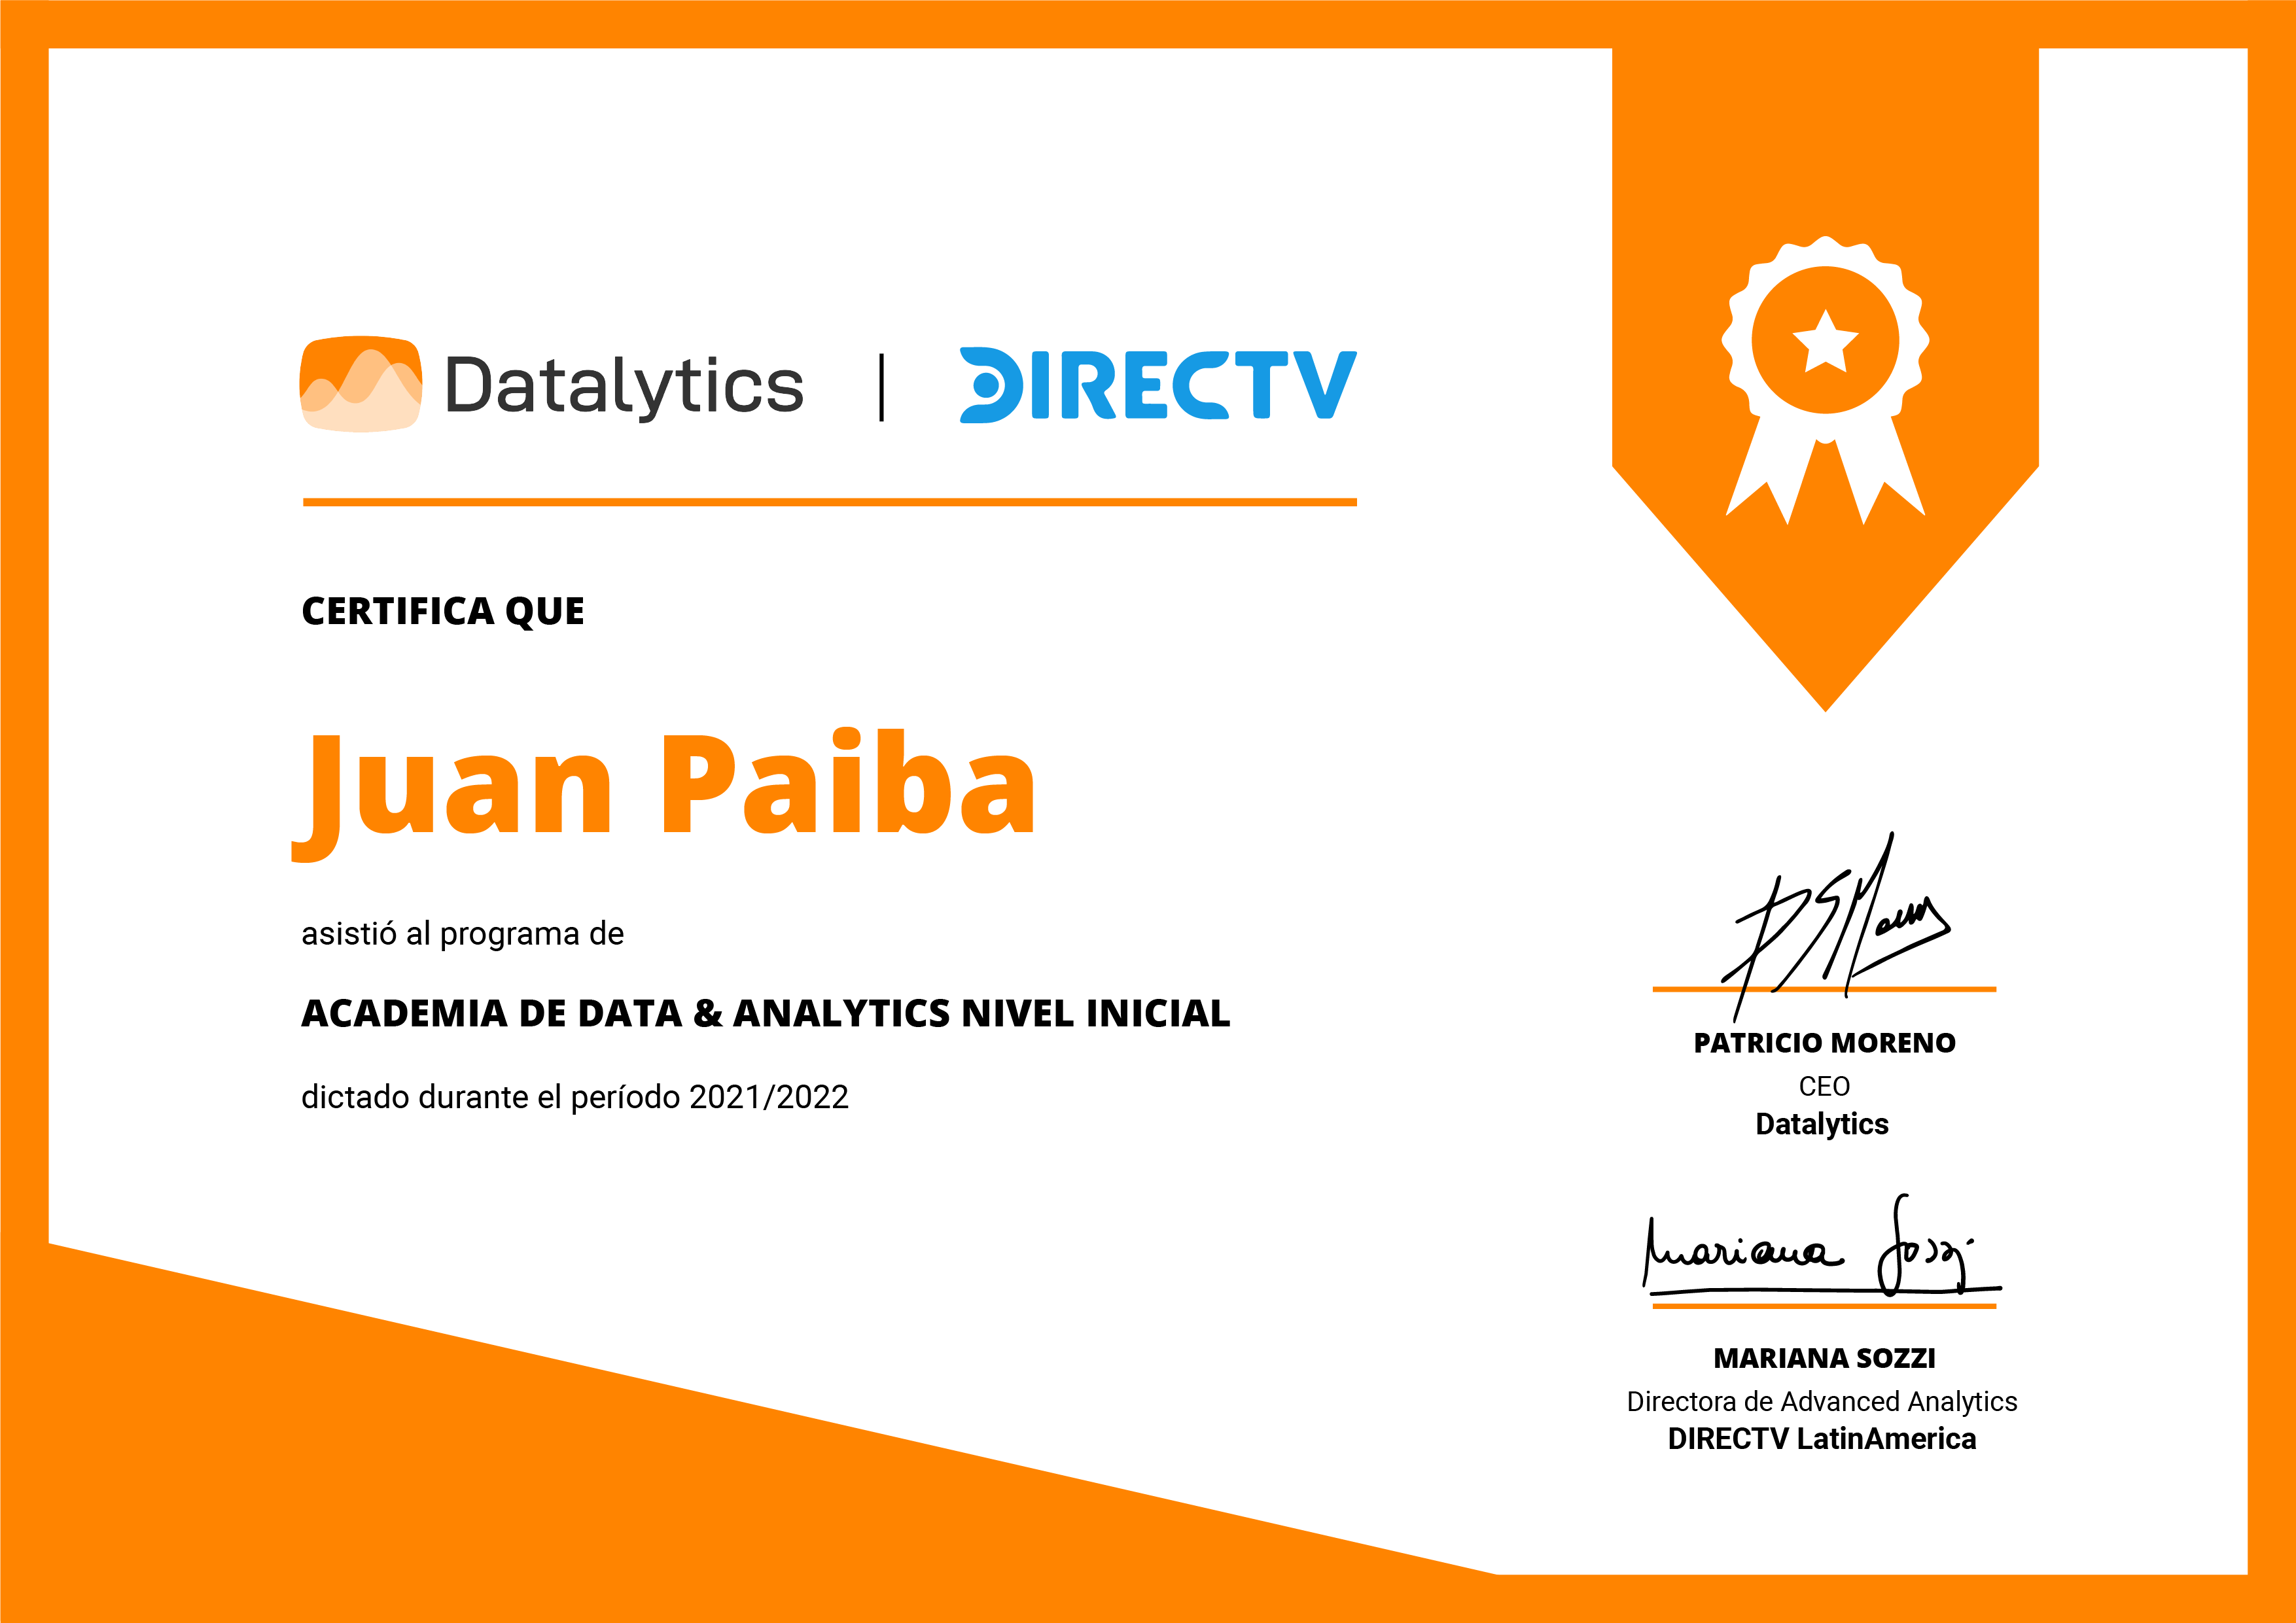 Datalytics | DIRECTV
CERTIFICA QUE
Juan Paiba
asistió al programa de
ACADEMIA DE DATA & ANALYTICS NIVEL INICIAL
dictado durante el período 2021/2022
PATRICIO MORENO
CEO
Datalytics
Mariana Sozzi
MARIANA SOZZI
Directora de Advanced Analytics
DIRECTV LatinAmerica